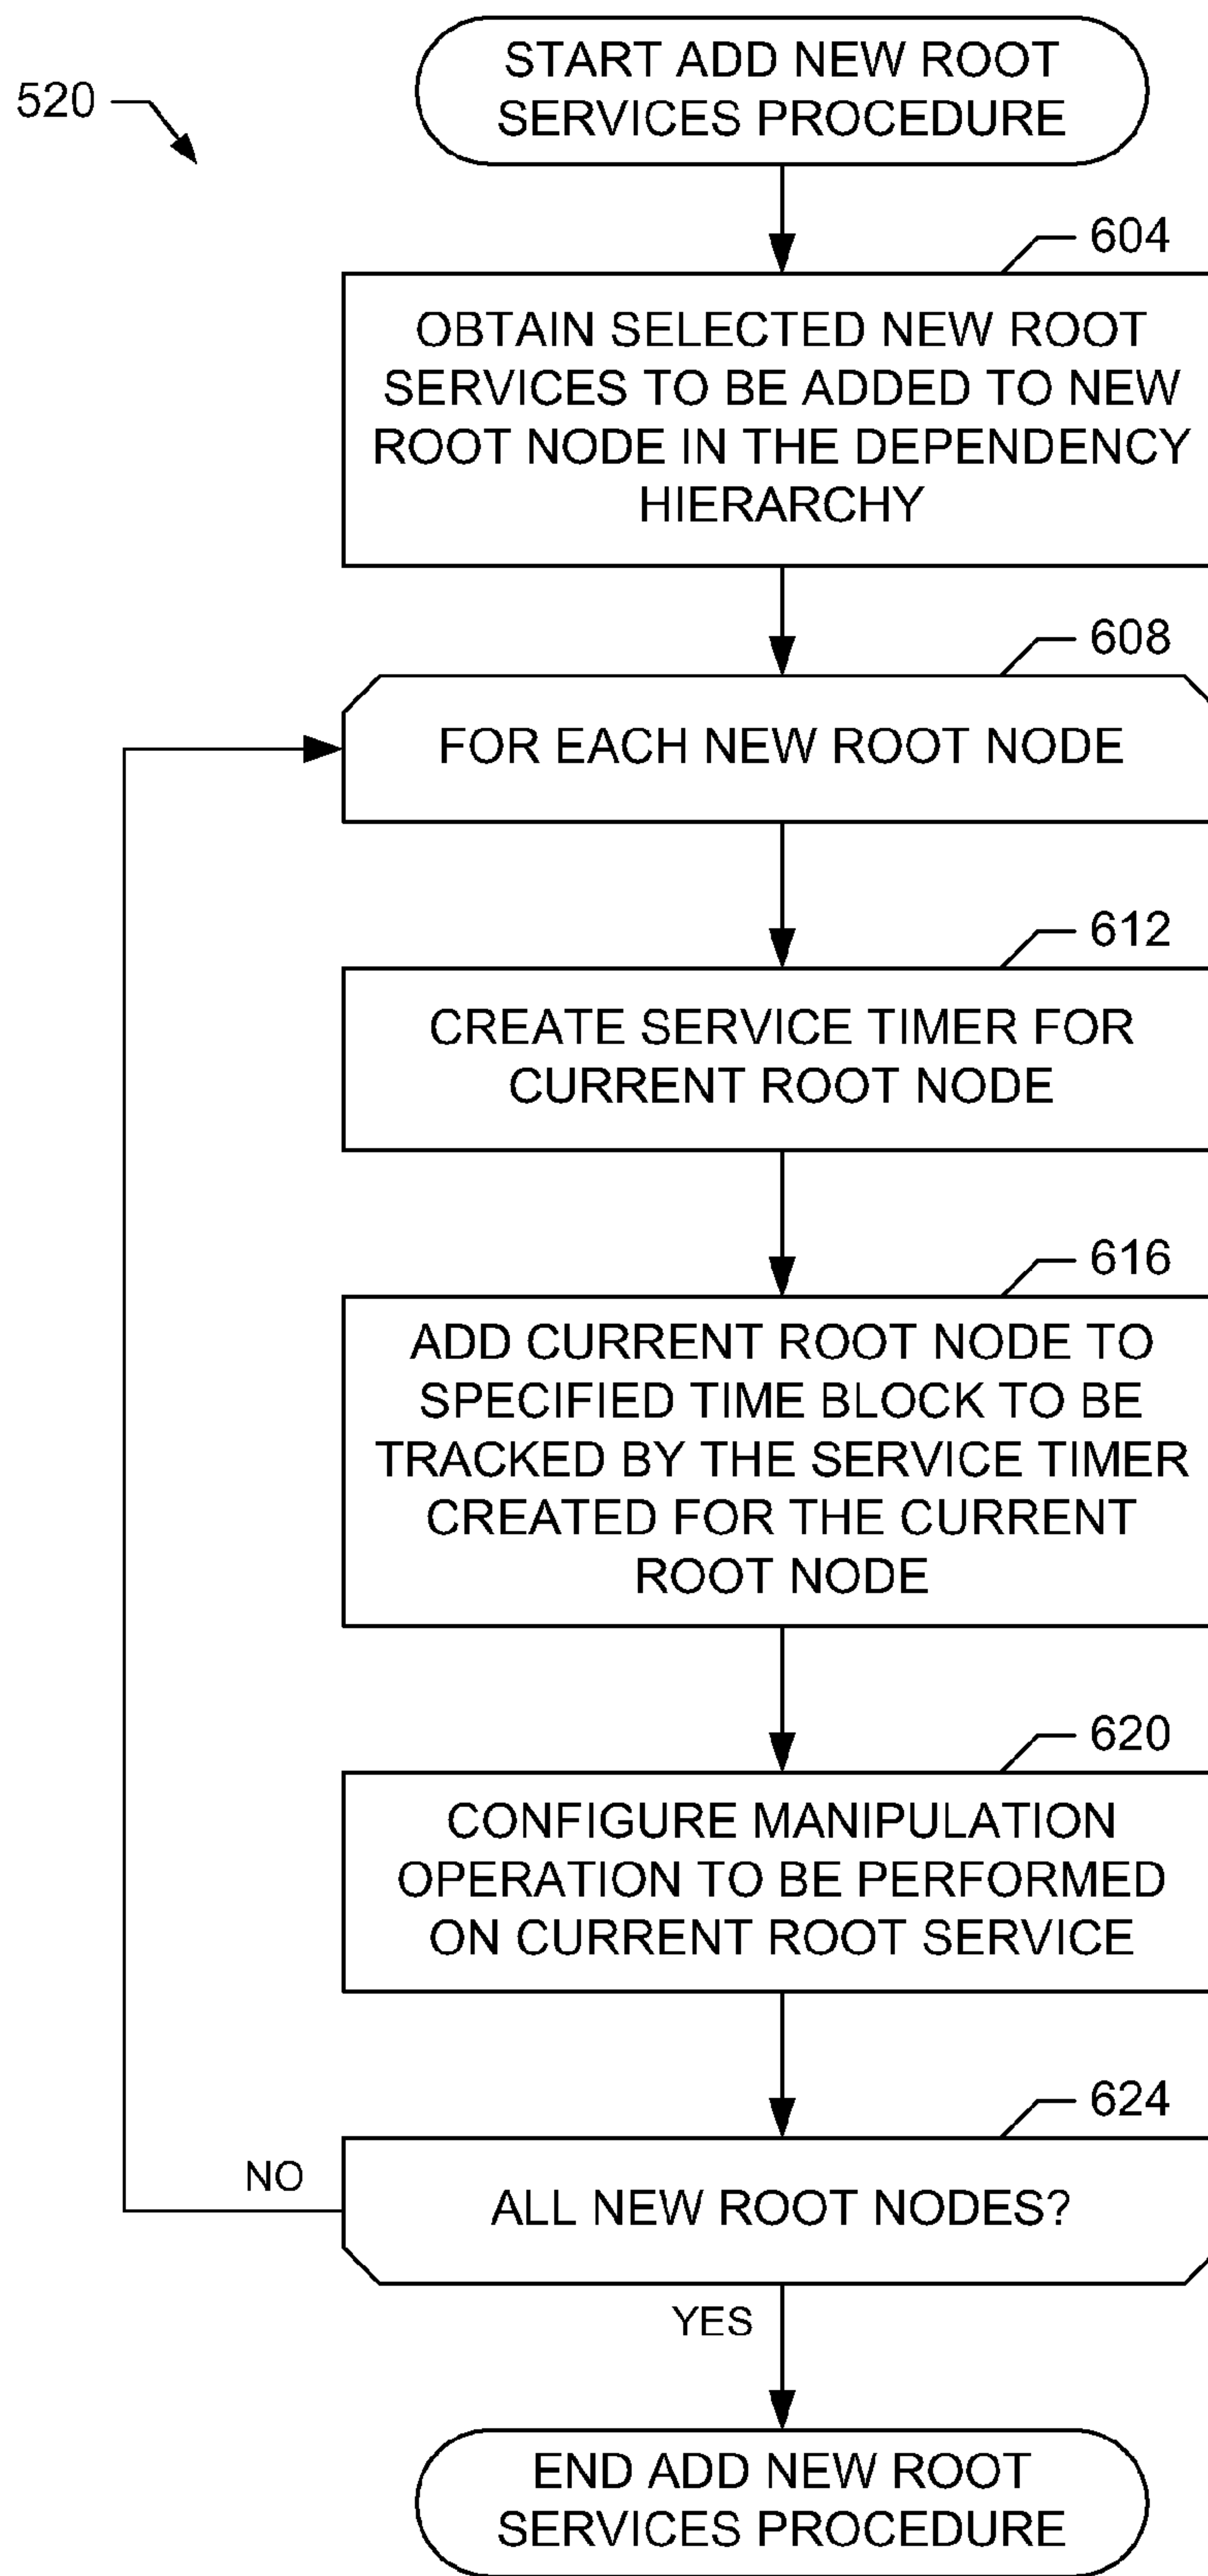 START ADD NEW ROOT
SERVICES PROCEDURE
520
604
OBTAIN SELECTED NEW ROOT
SERVICES TO BE ADDED TO NEW
ROOT NODE IN THE DEPENDENCY
HIERARCHY
608
FOR EACH NEW ROOT NODE
612
CREATE SERVICE TIMER FOR
CURRENT ROOT NODE
616
ADD CURRENT ROOT NODE TO
SPECIFIED TIME BLOCK TO BE
TRACKED BY THE SERVICE TIMER
CREATED FOR THE CURRENT
ROOT NODE
620
CONFIGURE MANIPULATION
OPERATION TO BE PERFORMED
ON CURRENT ROOT SERVICE
624
NO
ALL NEW ROOT NODES?
YES
END ADD NEW ROOT
SERVICES PROCEDURE